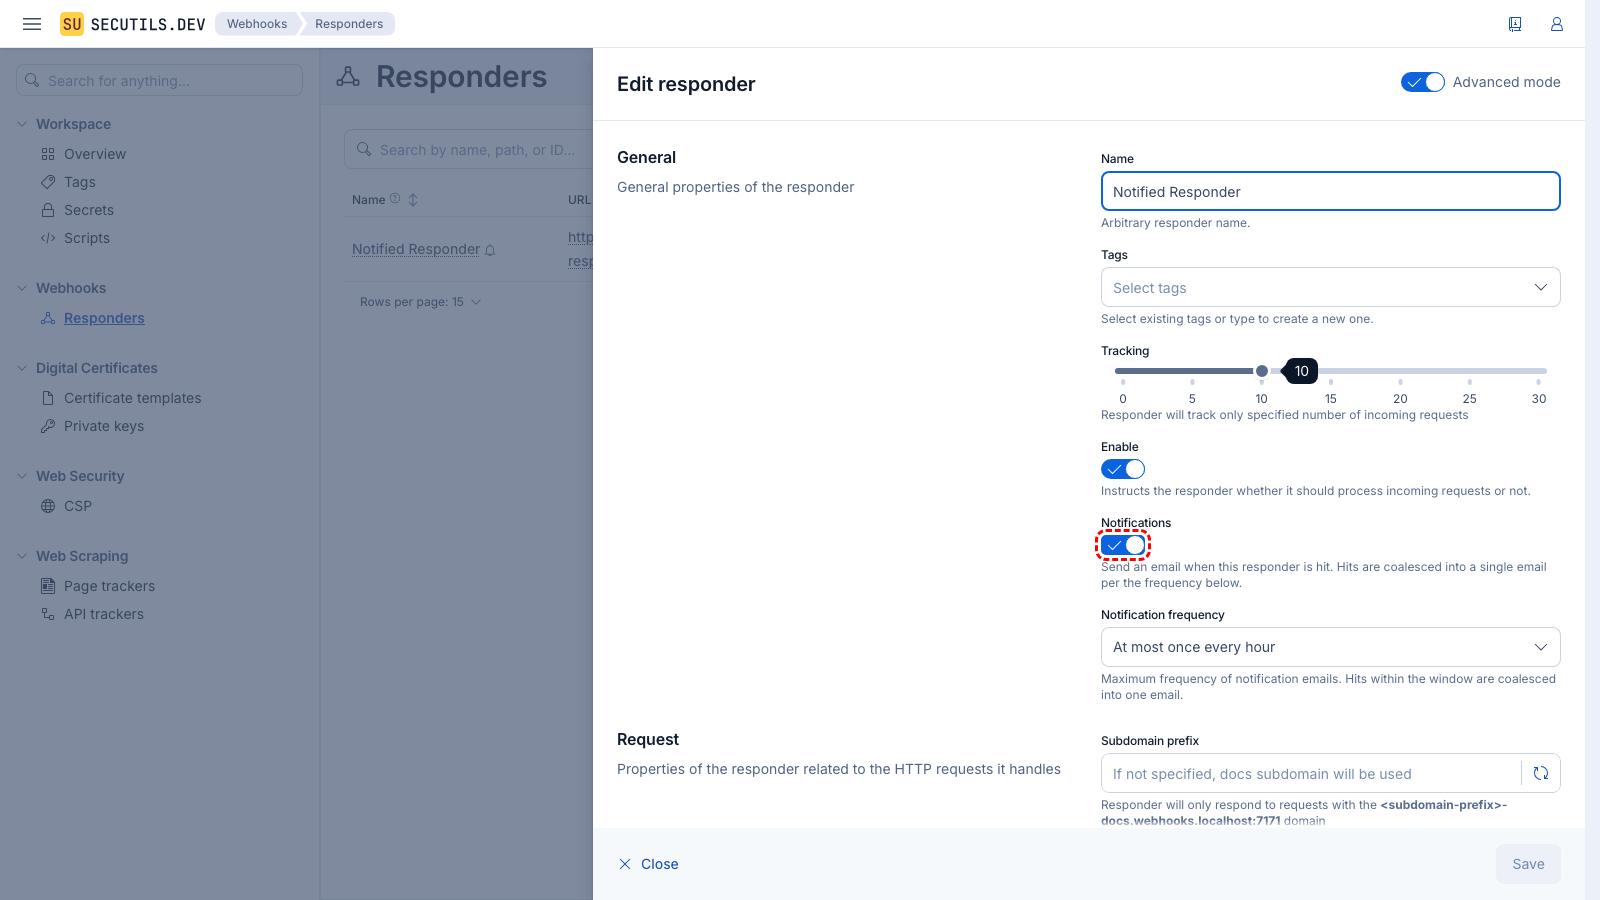 SU SECUTILS.DEV
Webhooks
Responders
Search for anything...
Workspace
Overview
Tags
Secrets
Scripts
Webhooks
Responders
Digital Certificates
Certificate templates
Private keys
Web Security
CSP
Web Scraping
Page trackers
API trackers
Responders
Search by name, path, or ID...
Name
URL
Notified Responder
http
resp
Rows per page: 15
Edit responder
Advanced mode
General
General properties of the responder
Name
Notified Responder
Arbitrary responder name.
Tags
Select tags
Select existing tags or type to create a new one.
Tracking
10
0 5 10 15 20 25 30
Responder will track only specified number of incoming requests
Enable
Instructs the responder whether it should process incoming requests or not.
Notifications
Send an email when this responder is hit. Hits are coalesced into a single email
per the frequency below.
Notification frequency
At most once every hour
Maximum frequency of notification emails. Hits within the window are coalesced
into one email.
Request
Properties of the responder related to the HTTP requests it handles
Subdomain prefix
If not specified, docs subdomain will be used
Responder will only respond to requests with the <subdomain-prefix>-
docs.webhooks.localhost:7171 domain
Close
Save